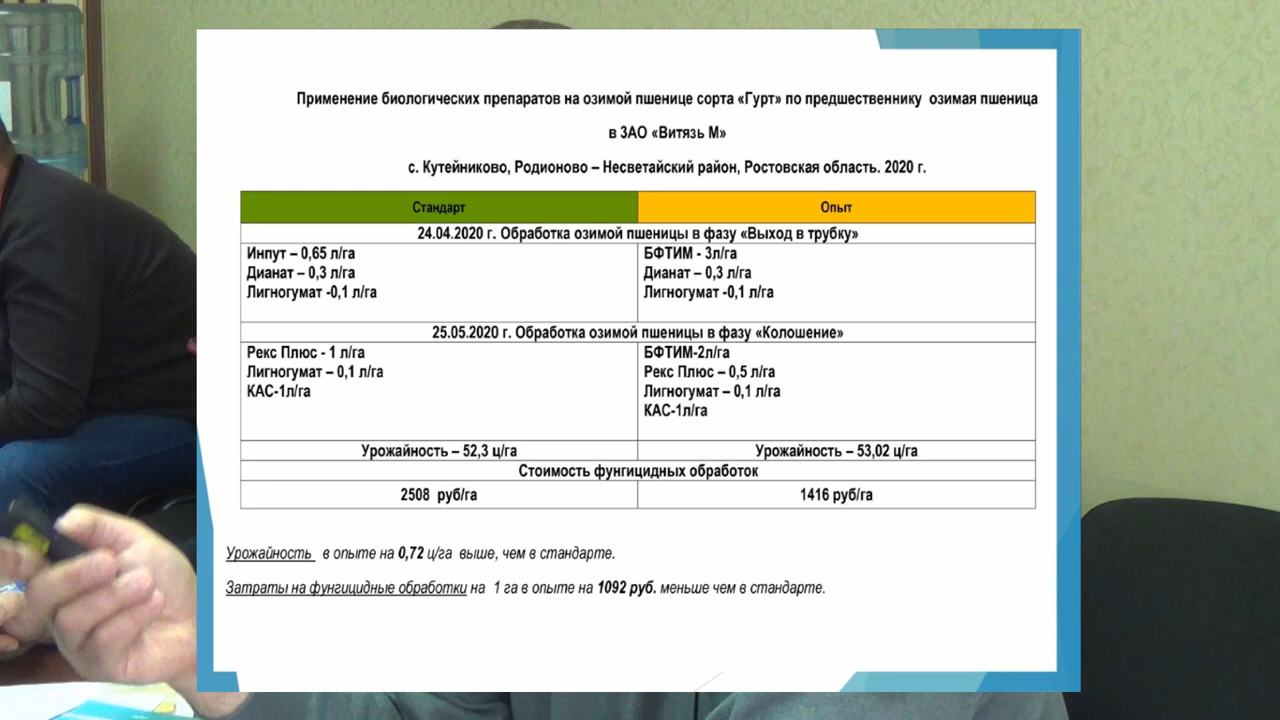 Применение биологических препаратов на озимой пшенице сорта «Гурт» по предшественнику озимая пшеница
в ЗАО «Витязь М»
с. Кутейниково, Родионово – Несветайский район, Ростовская область. 2020 г.
Стандарт Опыт
24.04.2020 г. Обработка озимой пшеницы в фазу «Выход в трубку»
Инпут – 0,65 л/га БФТИМ - 3л/га
Дианат – 0,3 л/га Дианат – 0,3 л/га
Лигногумат -0,1 л/га Лигногумат -0,1 л/га
25.05.2020 г. Обработка озимой пшеницы в фазу «Колошение»
Рекс Плюс - 1 л/га БФТИМ-2л/га
Лигногумат – 0,1 л/га Рекс Плюс – 0,5 л/га
КАС-1л/га Лигногумат – 0,1 л/га
КАС-1л/га
Урожайность – 52,3 ц/га Урожайность – 53,02 ц/га
Стоимость фунгицидных обработок
2508 руб/га 1416 руб/га
Урожайность в опыте на 0,72 ц/га выше, чем в стандарте.
Затраты на фунгицидные обработки на 1 га в опыте на 1092 руб. меньше чем в стандарте.